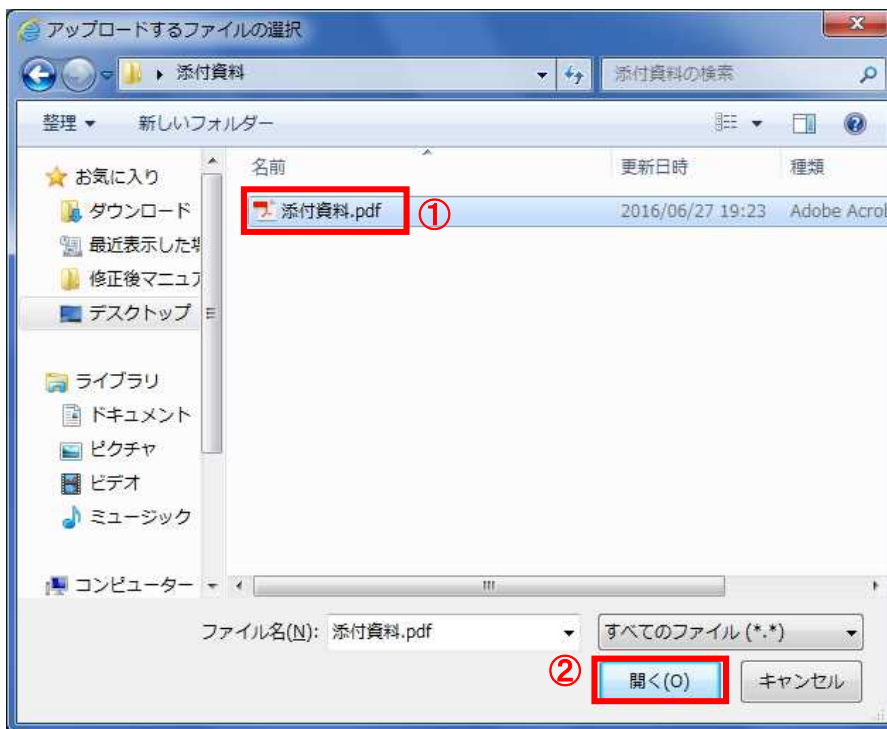 アップロードするファイルの選択
添付資料
添付資料の検索
整理
新しいフォルダー
名前
更新日時
種類
お気に入り
ダウンロード
最近表示した場
修正後マニュア
デスクトップ
ライブラリ
ドキュメント
ピクチャ
ビデオ
ミュージック
コンピューター
添付資料.pdf
①
2016/06/27 19:23
Adobe Acrob
ファイル名(N):
添付資料.pdf
すべてのファイル (*.*)
②
開く(O)
キャンセル